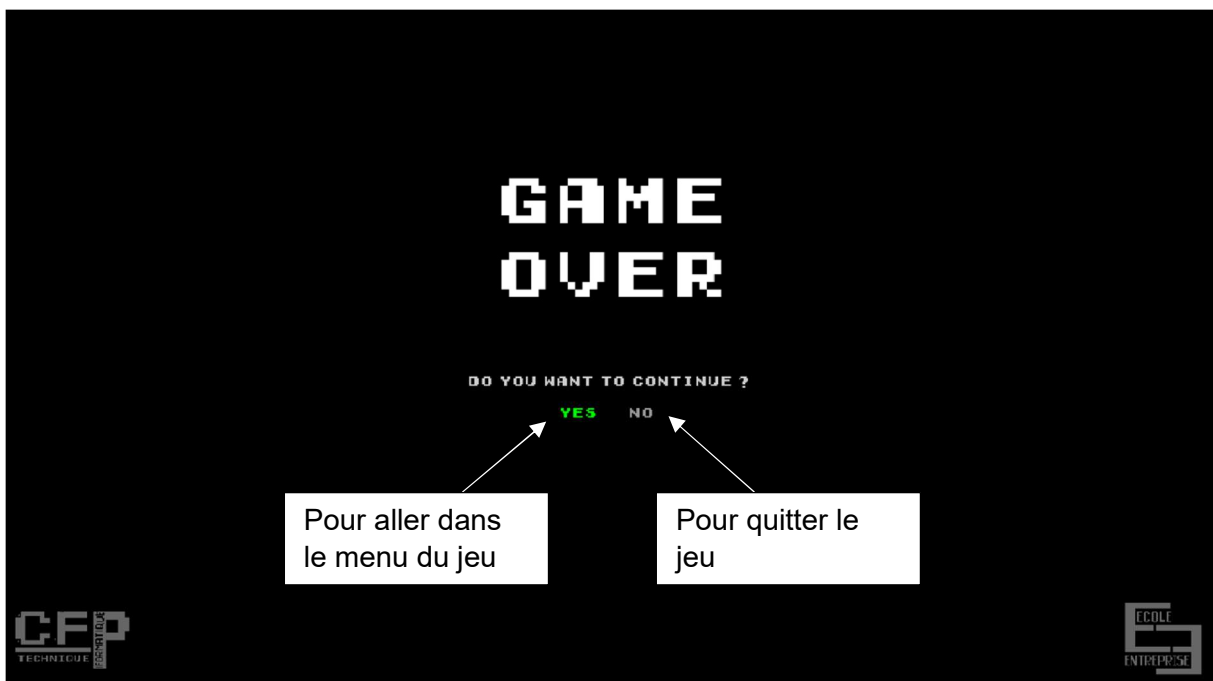 GAME
OVER
DO YOU WANT TO CONTINUE ?
YES NO
Pour aller dans
le menu du jeu
Pour quitter le
jeu
CFP
TECHNIQUE
ECOLE
ENTREPRISE